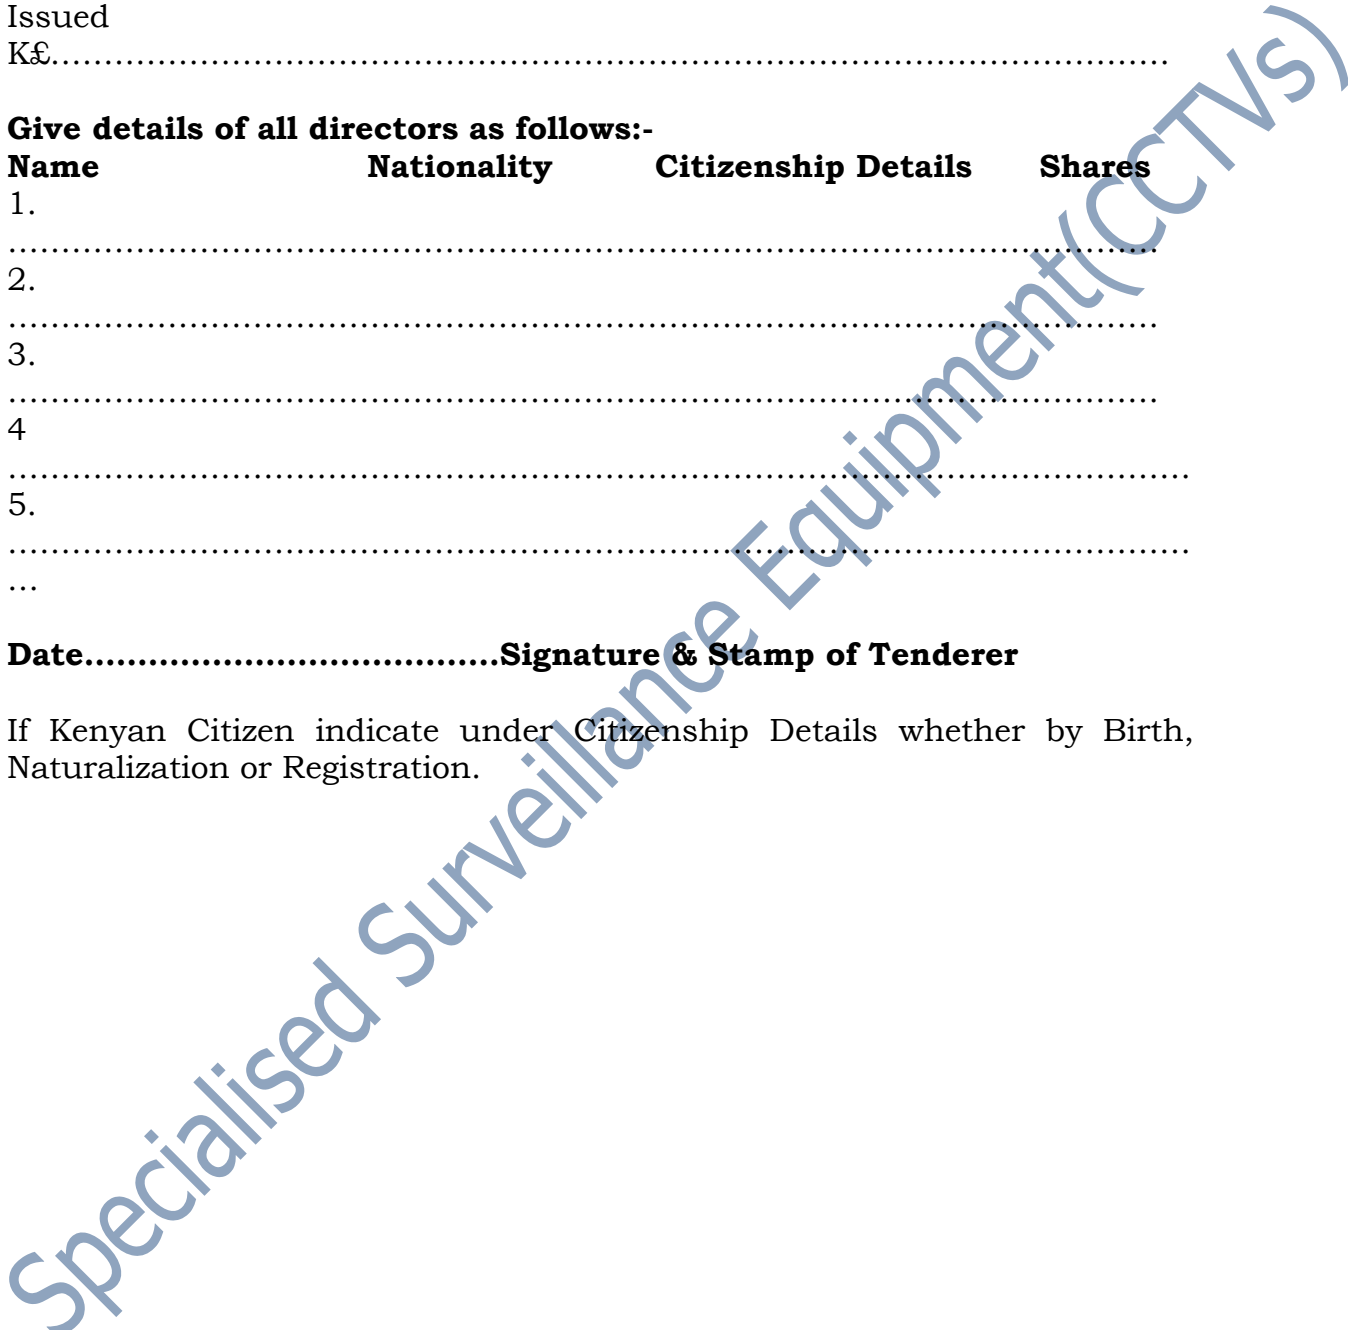 Issued
K£…………………………………………………………………………………………….
Give details of all directors as follows:-
Name Nationality Citizenship Details Shares
1.
………………………………………………………………………………………………
2.
………………………………………………………………………………………………
3.
………………………………………………………………………………………………
4
…………………………………………………………………………………………………
5.
…………………………………………………………………………………………………
…
Date…………………………………Signature & Stamp of Tenderer
If Kenyan Citizen indicate under Citizenship Details whether by Birth,
Naturalization or Registration.
Specialised Surveillance Equipment(CCTVs)